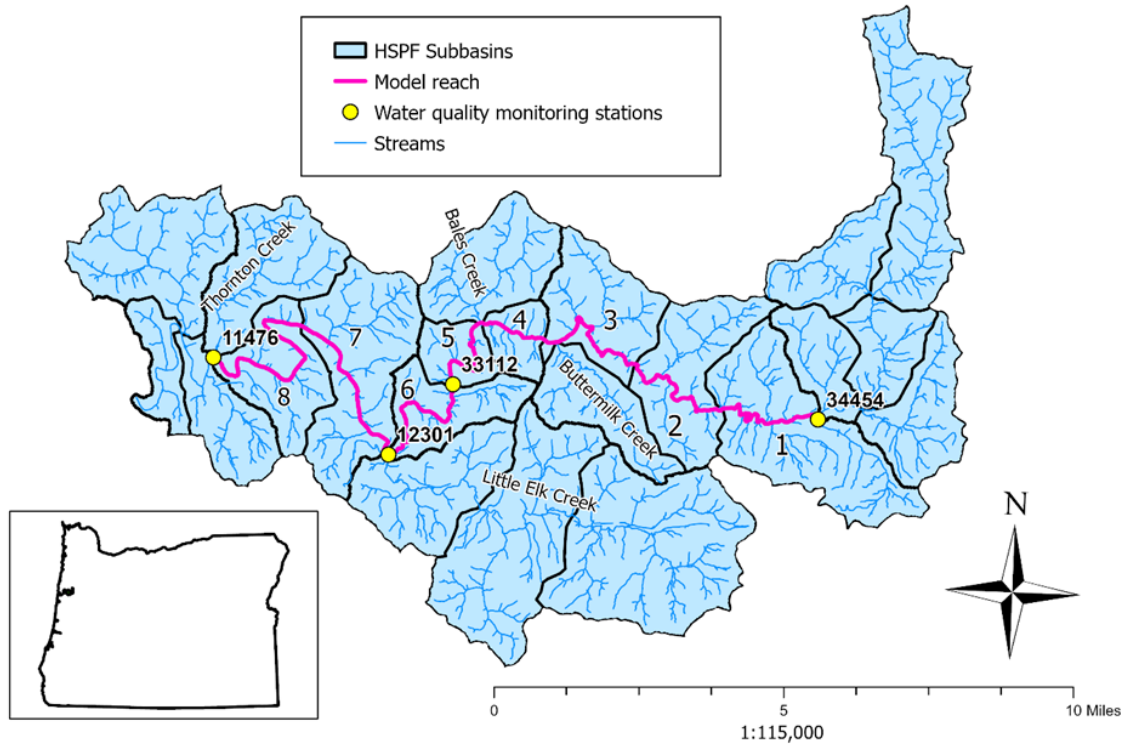 HSPF Subbasins
Model reach
Water quality monitoring stations
Streams
Thornton Creek
Bales Creek
11476
7
5
4
3
33112
8
6
12301
Buttermilk Creek
2
34454
1
Little Elk Creek
N
0
5
10 Miles
1:115,000